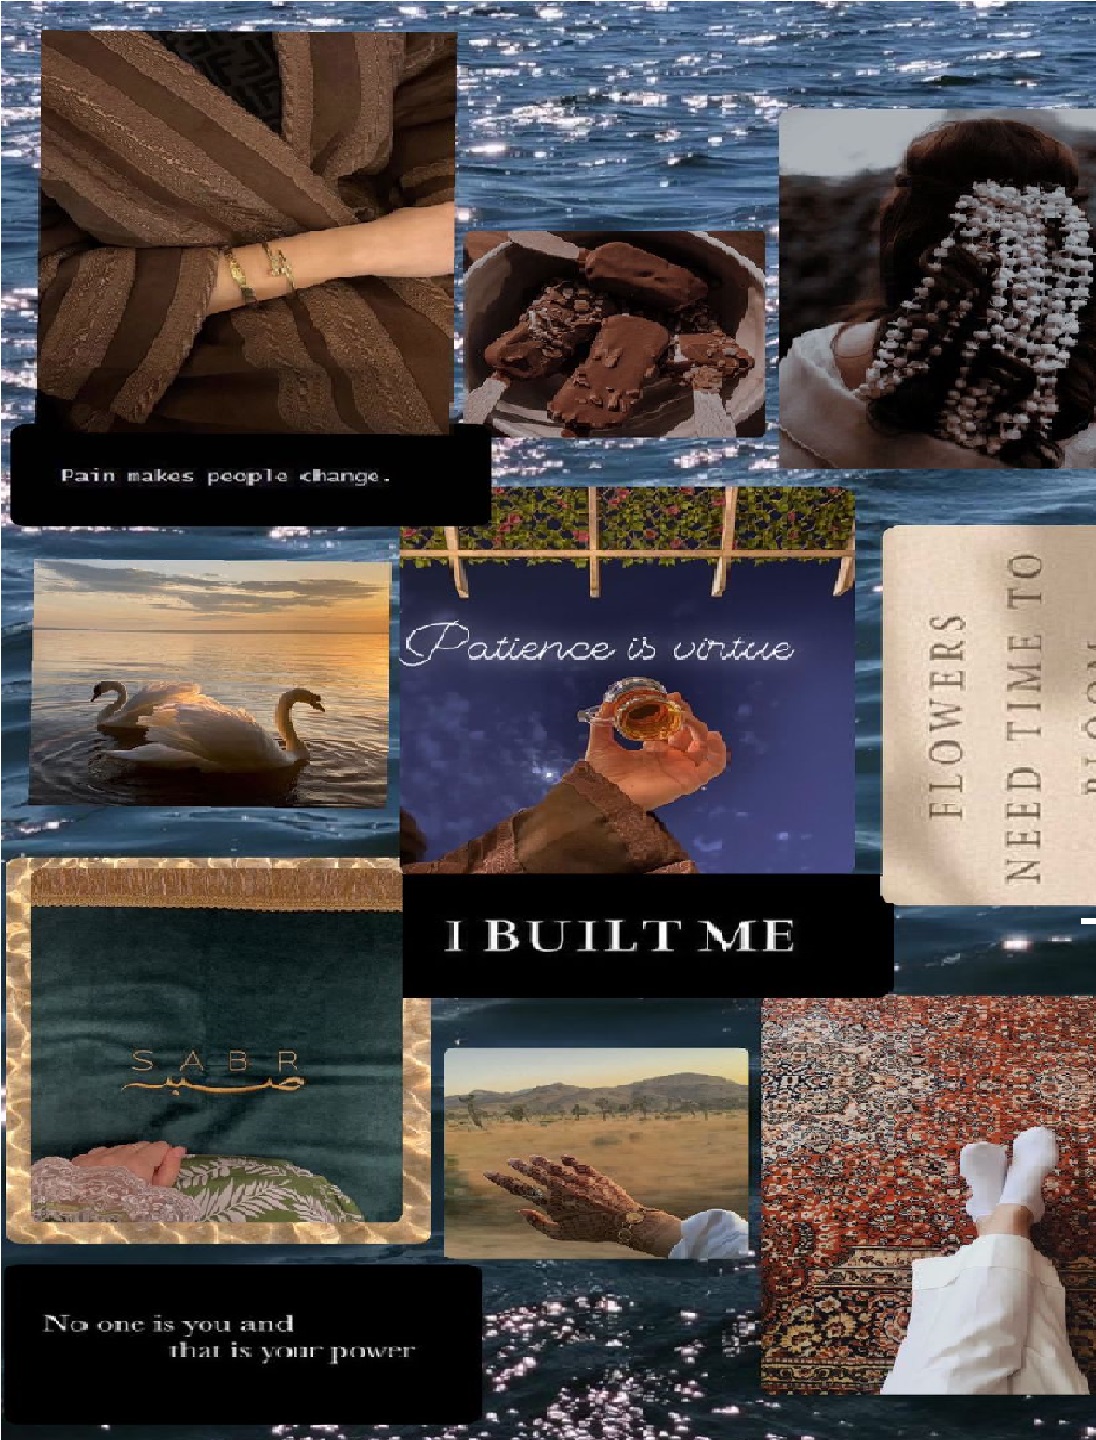 Pain makes people change.
Patience is virtue
FLOWERS
NEED TIME TO
BLOOM
I BUILT ME
SABR
صبر
No one is you and
that is your power